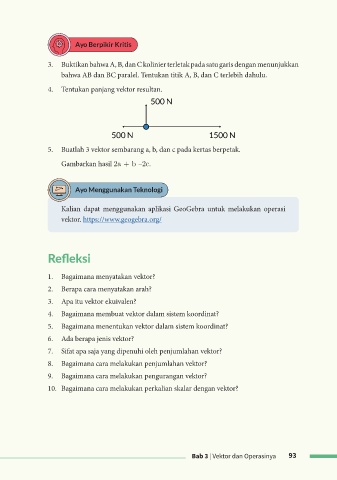 Ayo Berpikir Kritis
3. Buktikan bahwa A, B, dan C kolinier terletak pada satu garis dengan menunjukkan
bahwa AB dan BC paralel. Tentukan titik A, B, dan C terlebih dahulu.
4. Tentukan panjang vektor resultan.
500 N
500 N 1500 N
5. Buatlah 3 vektor sembarang a, b, dan c pada kertas berpetak.
Gambarkan hasil 2a + b –2c.
Ayo Menggunakan Teknologi
Kalian dapat menggunakan aplikasi GeoGebra untuk melakukan operasi
vektor. https://www.geogebra.org/
Refleksi
1. Bagaimana menyatakan vektor?
2. Berapa cara menyatakan arah?
3. Apa itu vektor ekuivalen?
4. Bagaimana membuat vektor dalam sistem koordinat?
5. Bagaimana menentukan vektor dalam sistem koordinat?
6. Ada berapa jenis vektor?
7. Sifat apa saja yang dipenuhi oleh penjumlahan vektor?
8. Bagaimana cara melakukan penjumlahan vektor?
9. Bagaimana cara melakukan pengurangan vektor?
10. Bagaimana cara melakukan perkalian skalar dengan vektor?
Bab 3 | Vektor dan Operasinya 93